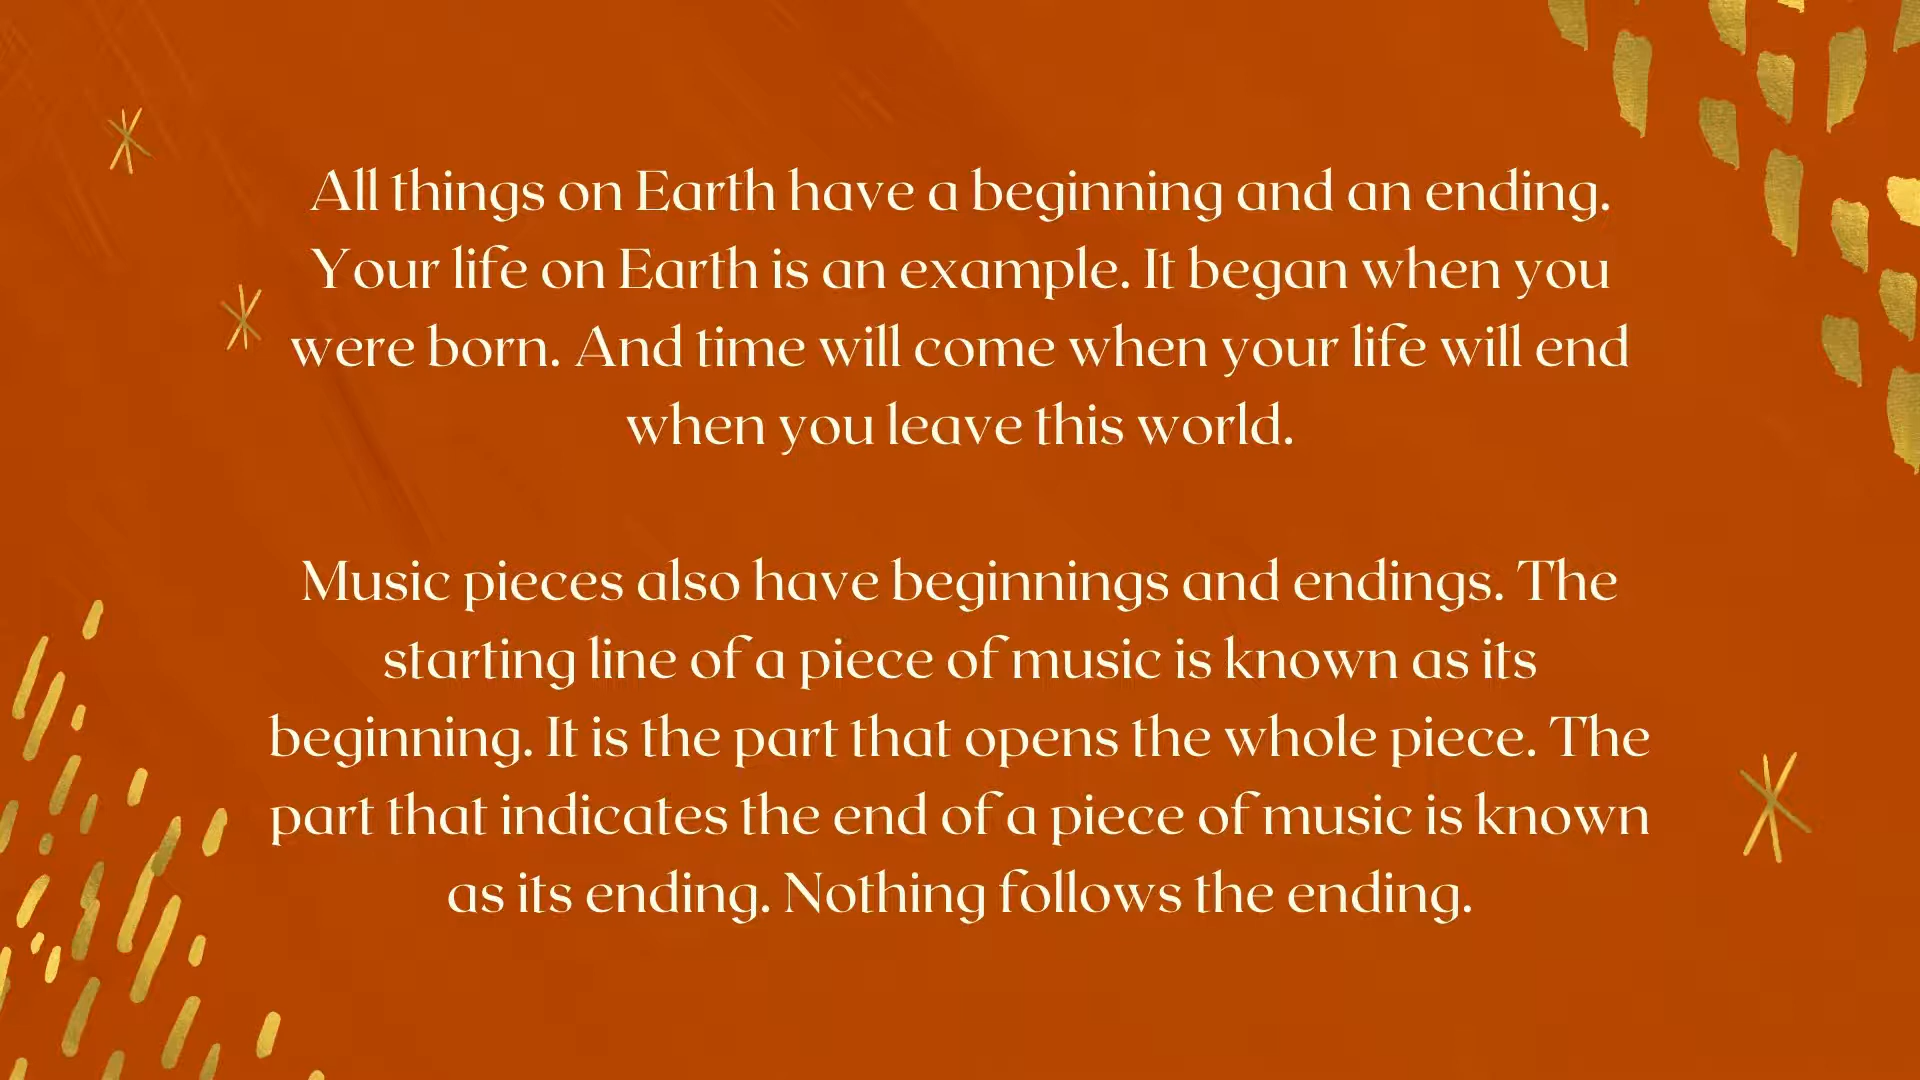 All things on Earth have a beginning and an ending.
Your life on Earth is an example. It began when you
were born. And time will come when your life will end
when you leave this world.
Music pieces also have beginnings and endings. The
starting line of a piece of music is known as its
beginning. It is the part that opens the whole piece. The
part that indicates the end of a piece of music is known
as its ending. Nothing follows the ending.